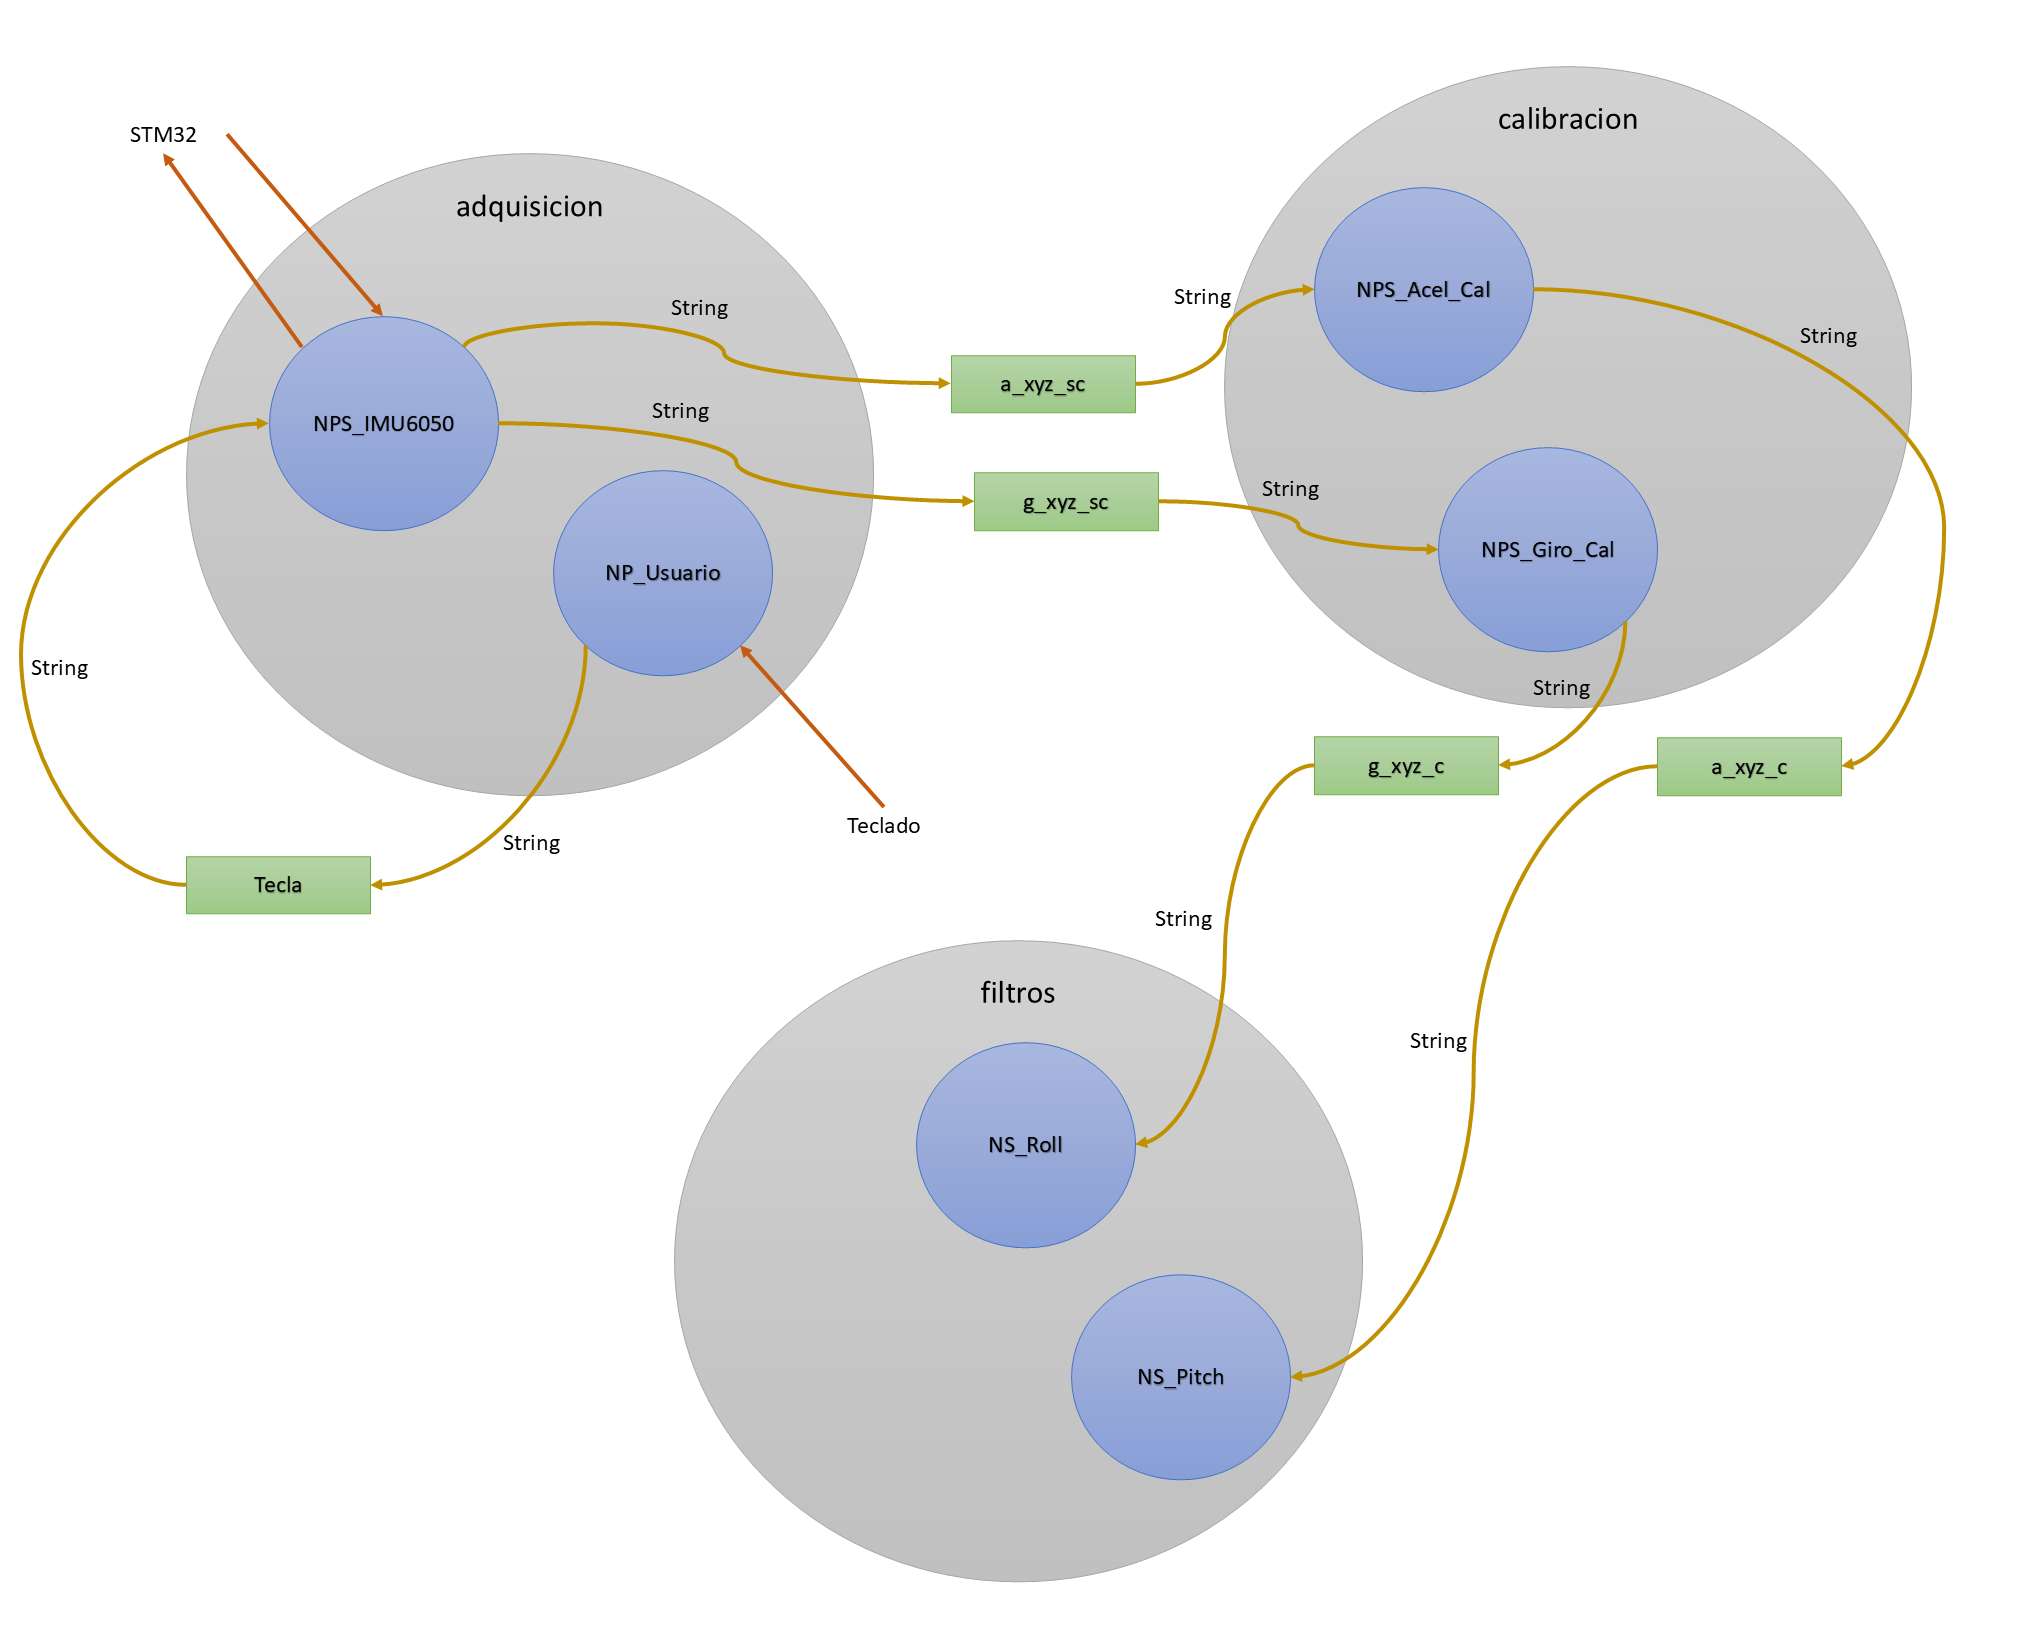 calibracion
STM32
adquisicion
NPS_Acel_Cal
String
String
String
a_xyz_sc
String
NPS_IMU6050
String
g_xyz_sc
NPS_Giro_Cal
NP_Usuario
String
String
g_xyz_c
a_xyz_c
Teclado
String
Tecla
String
filtros
String
NS_Roll
NS_Pitch